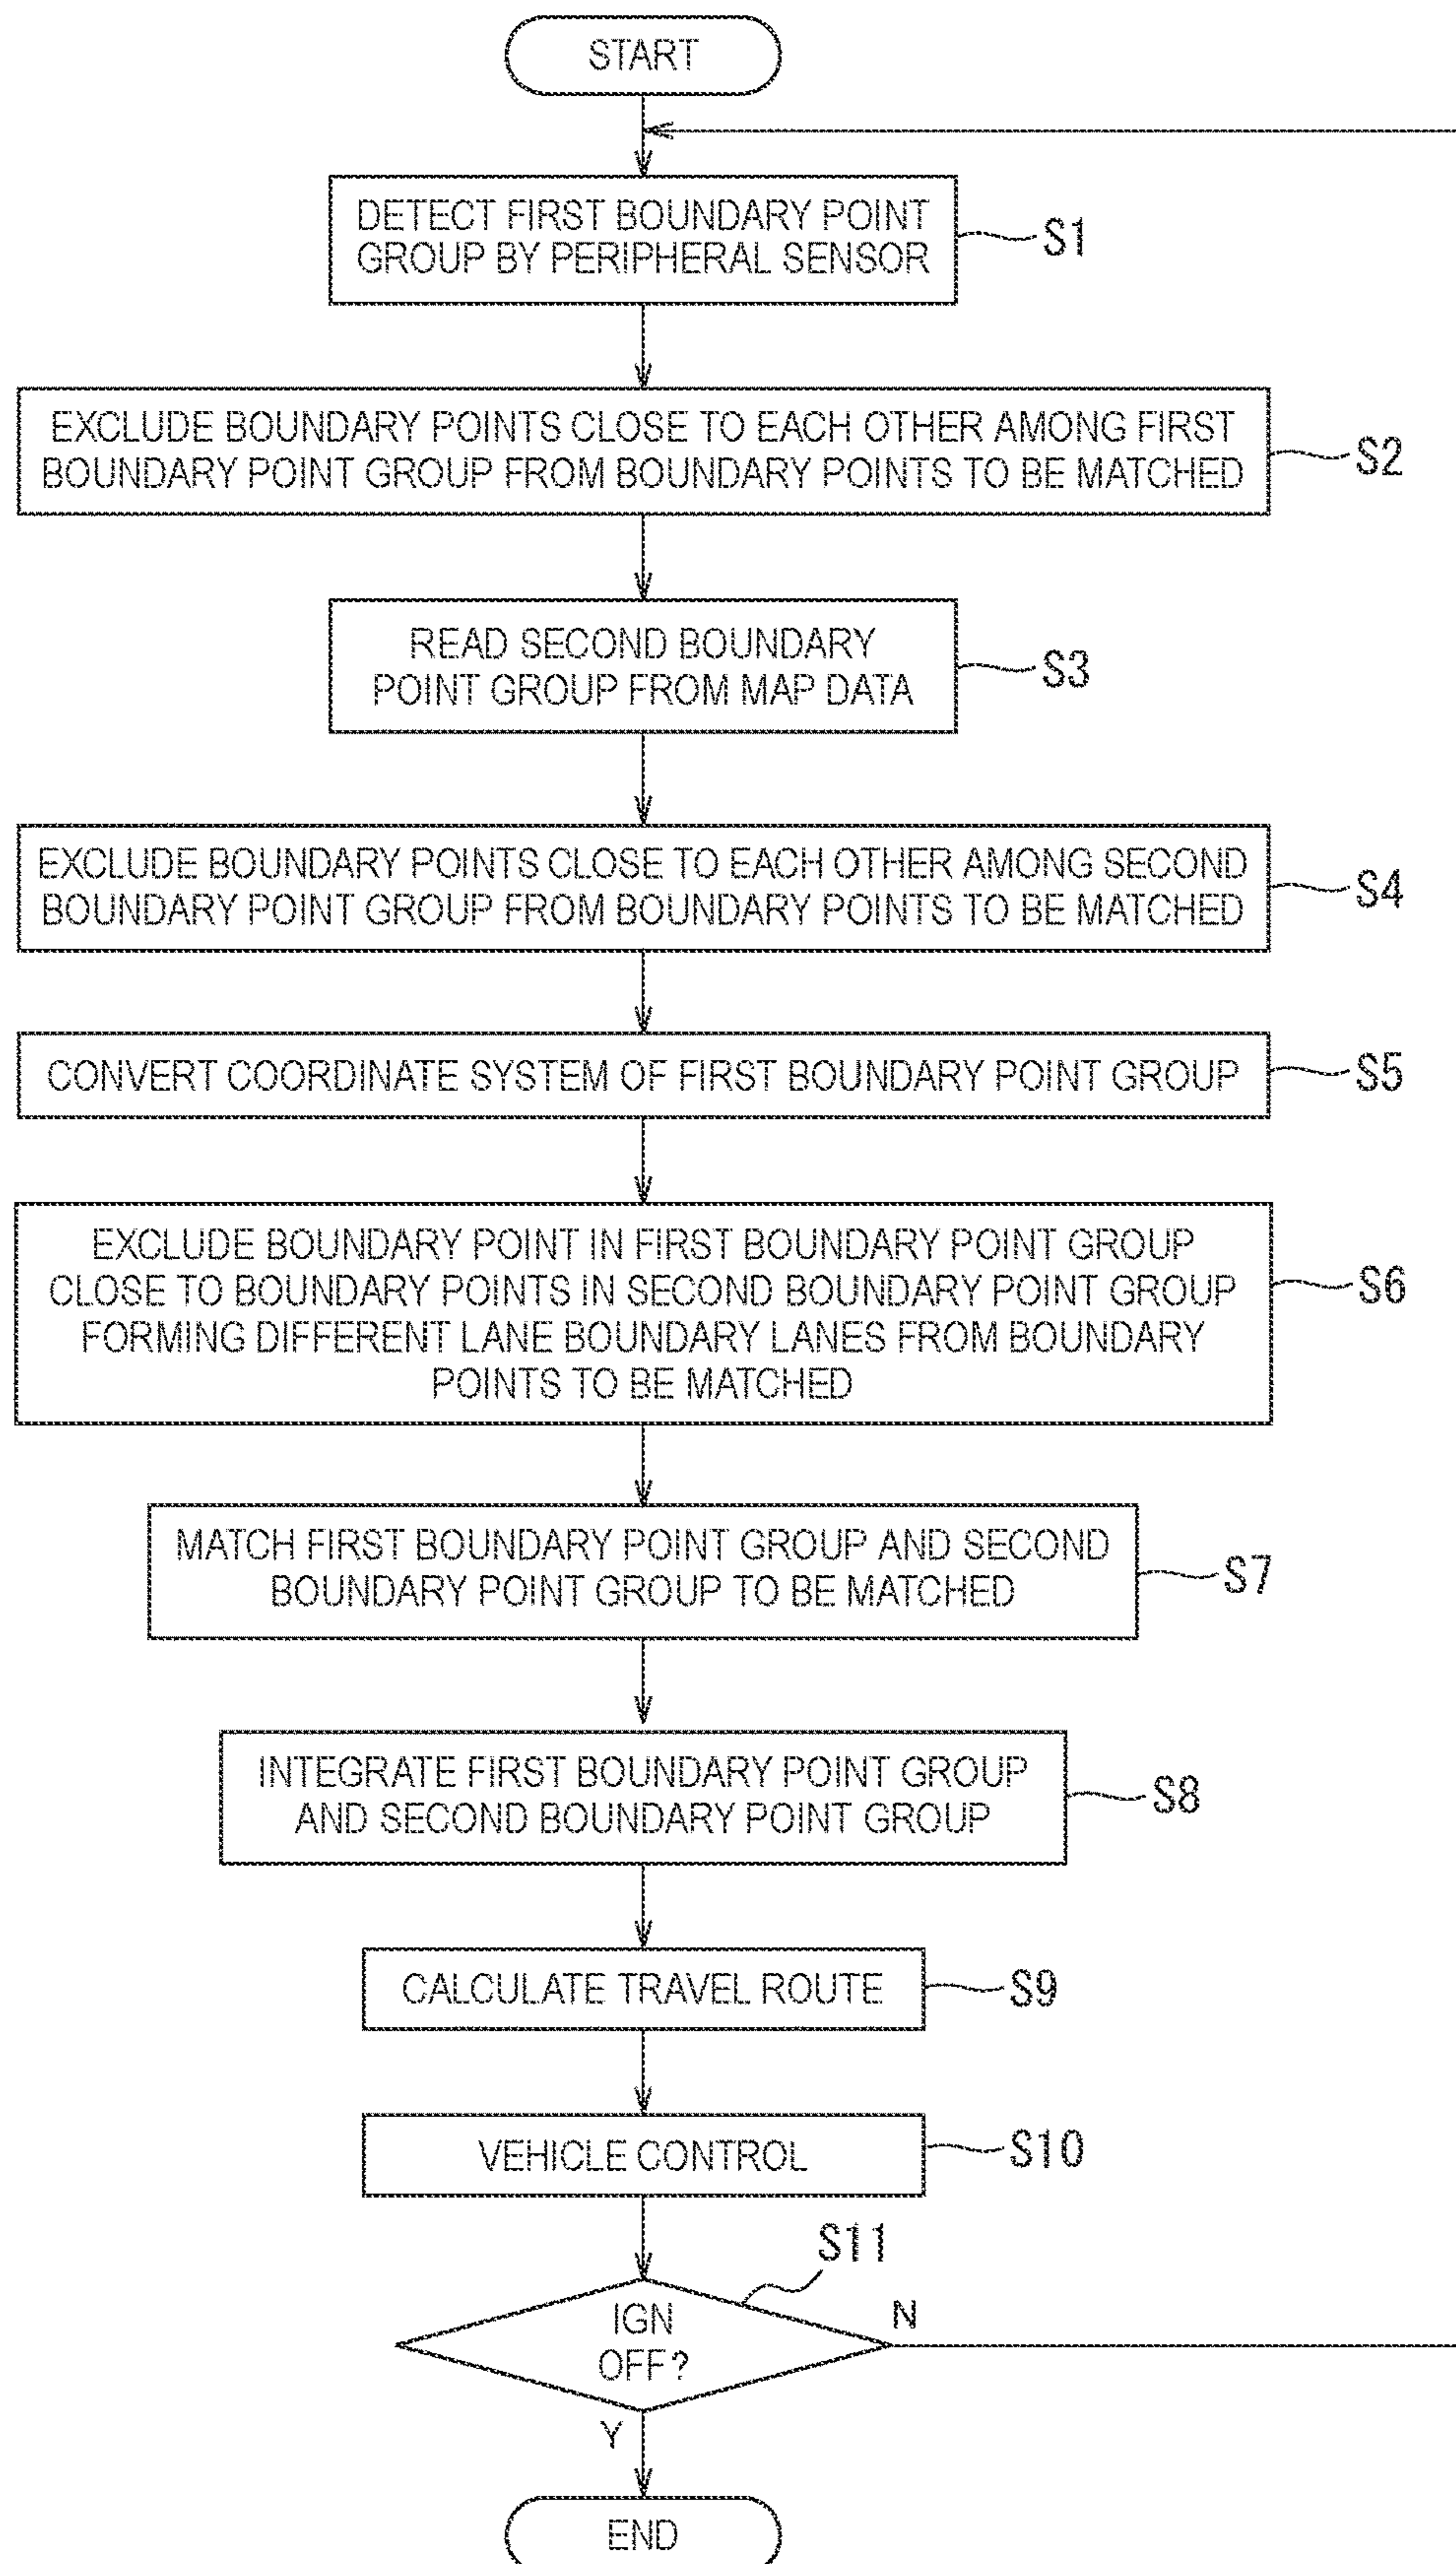 START
DETECT FIRST BOUNDARY POINT
GROUP BY PERIPHERAL SENSOR
S1
EXCLUDE BOUNDARY POINTS CLOSE TO EACH OTHER AMONG FIRST
BOUNDARY POINT GROUP FROM BOUNDARY POINTS TO BE MATCHED
S2
READ SECOND BOUNDARY
POINT GROUP FROM MAP DATA
S3
EXCLUDE BOUNDARY POINTS CLOSE TO EACH OTHER AMONG SECOND
BOUNDARY POINT GROUP FROM BOUNDARY POINTS TO BE MATCHED
S4
CONVERT COORDINATE SYSTEM OF FIRST BOUNDARY POINT GROUP
S5
EXCLUDE BOUNDARY POINT IN FIRST BOUNDARY POINT GROUP
CLOSE TO BOUNDARY POINTS IN SECOND BOUNDARY POINT GROUP
FORMING DIFFERENT LANE BOUNDARY LANES FROM BOUNDARY
POINTS TO BE MATCHED
S6
MATCH FIRST BOUNDARY POINT GROUP AND SECOND
BOUNDARY POINT GROUP TO BE MATCHED
S7
INTEGRATE FIRST BOUNDARY POINT GROUP
AND SECOND BOUNDARY POINT GROUP
S8
CALCULATE TRAVEL ROUTE
S9
VEHICLE CONTROL
S10
S11
IGN
OFF?
N
Y
END